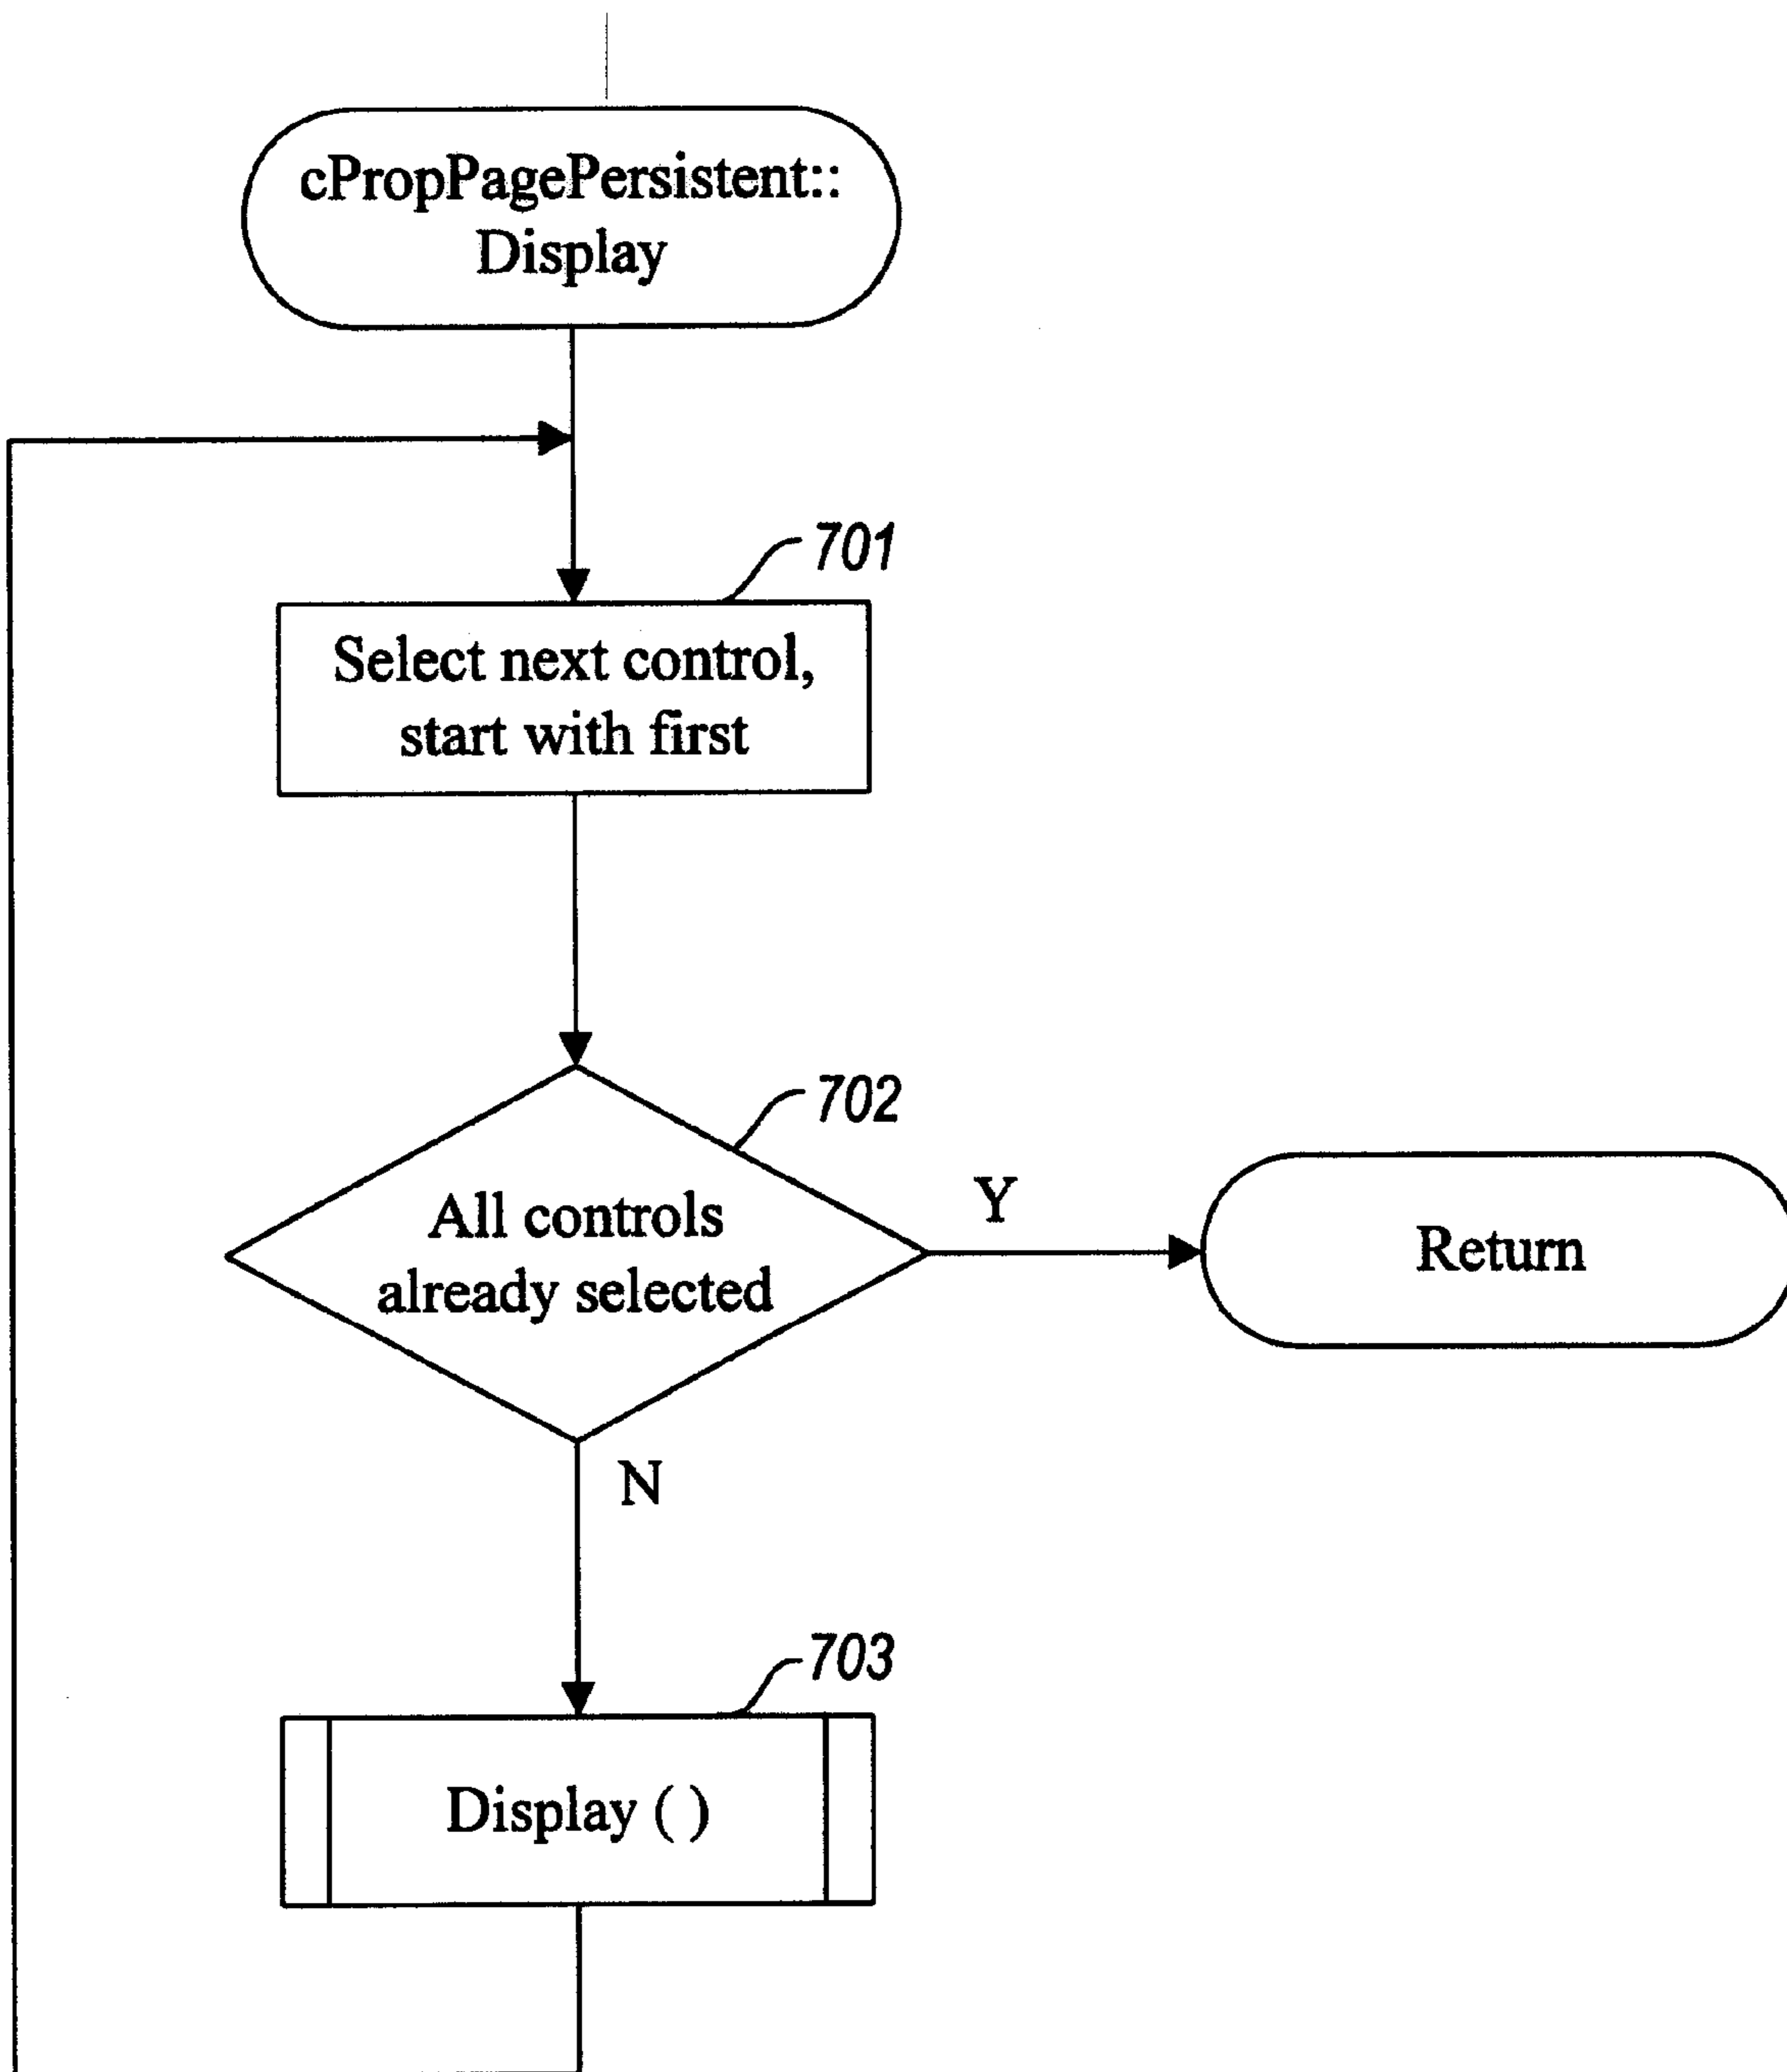 cPropPagePersistent::
Display
701
Select next control,
start with first
702
All controls
already selected
Y
Return
N
703
Display ( )